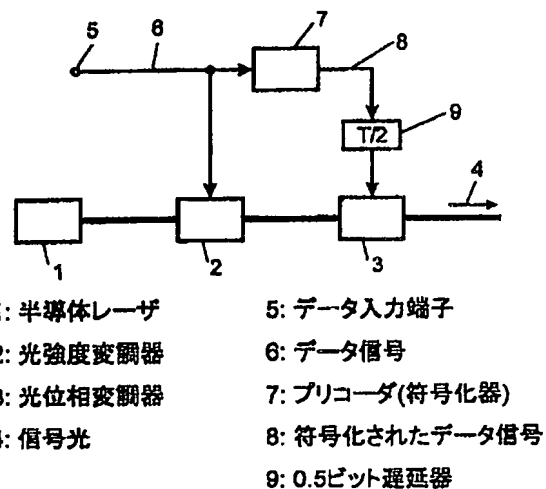 5
6
7
8
9
T/2
4
1
2
3
1: 半導体レーザ
2: 光強度変調器
3: 光位相変調器
4: 信号光
5: データ入力端子
6: データ信号
7: プリコーダ(符号化器)
8: 符号化されたデータ信号
9: 0.5ビット遅延器